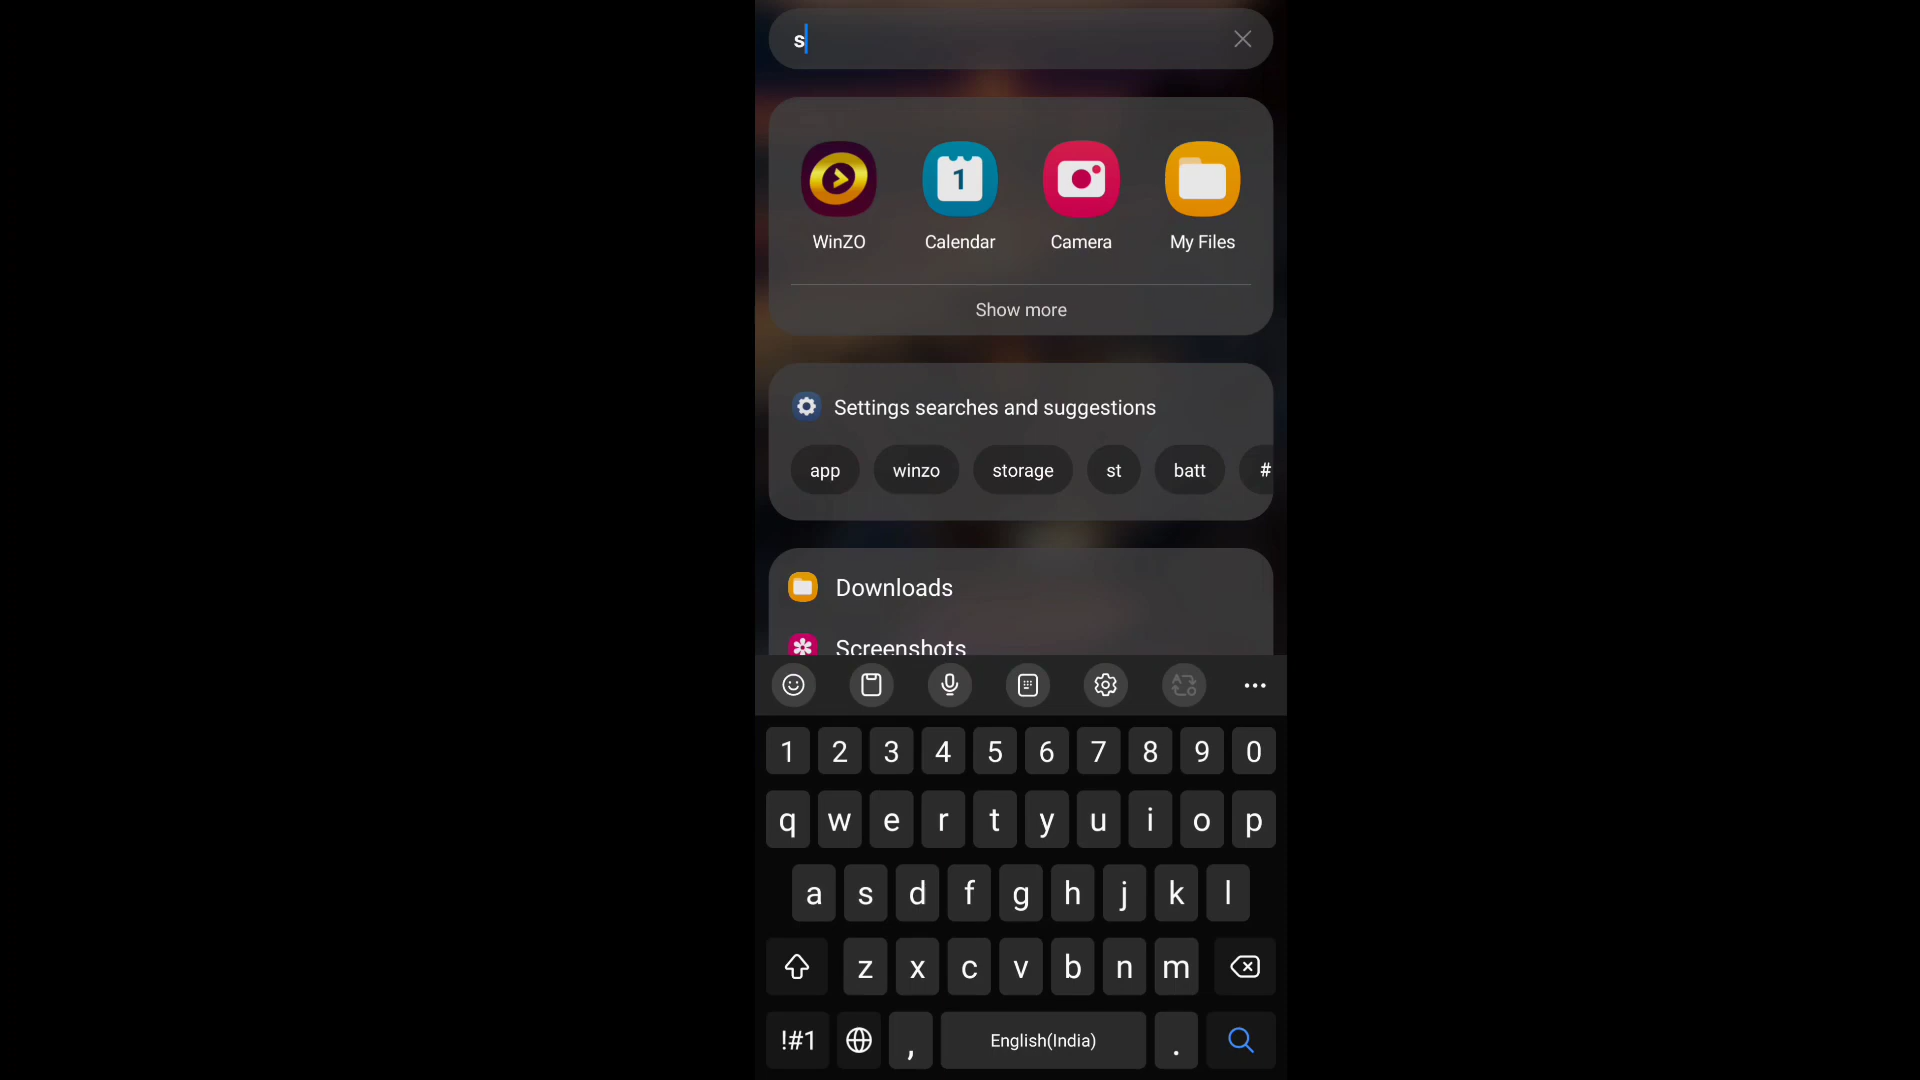 s
1
WinZO Calendar Camera My Files
Show more
Settings searches and suggestions
app winzo storage st batt #
Downloads
Screenshots
1 2 3 4 5 6 7 8 9 0
q w e r t y u i o p
a s d f g h j k l
z x c v b n m
!#1 , English(India) .